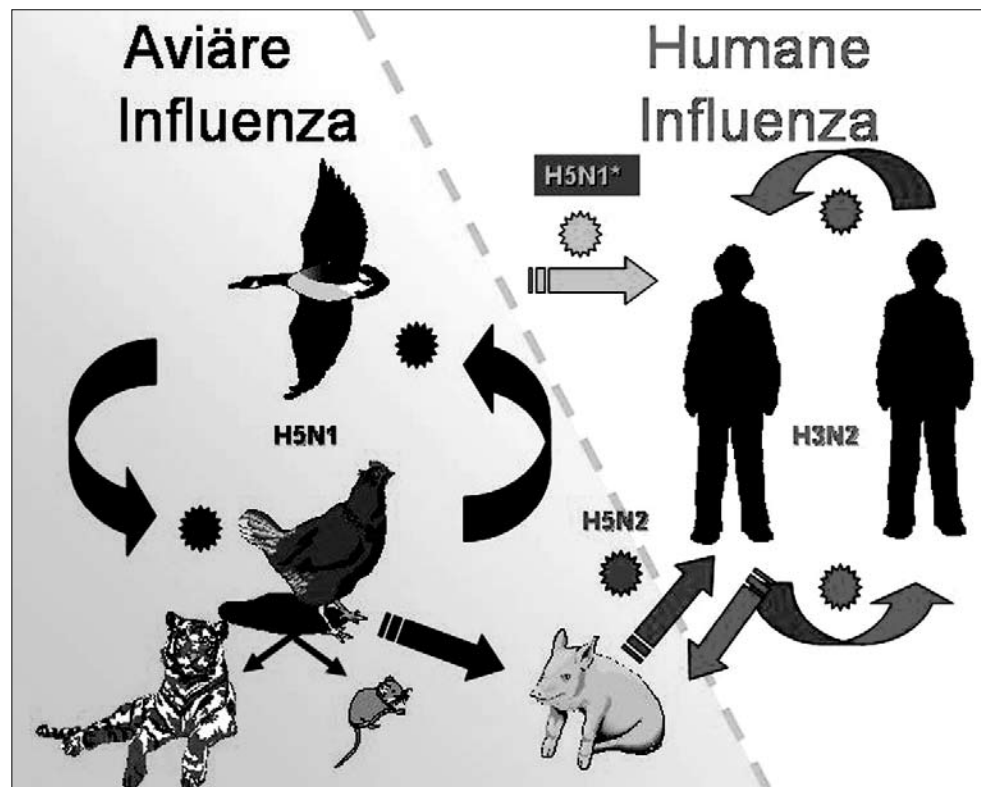 Aviäre
Influenza
Humane
Influenza
H5N1*
H5N1
H3N2
H5N2